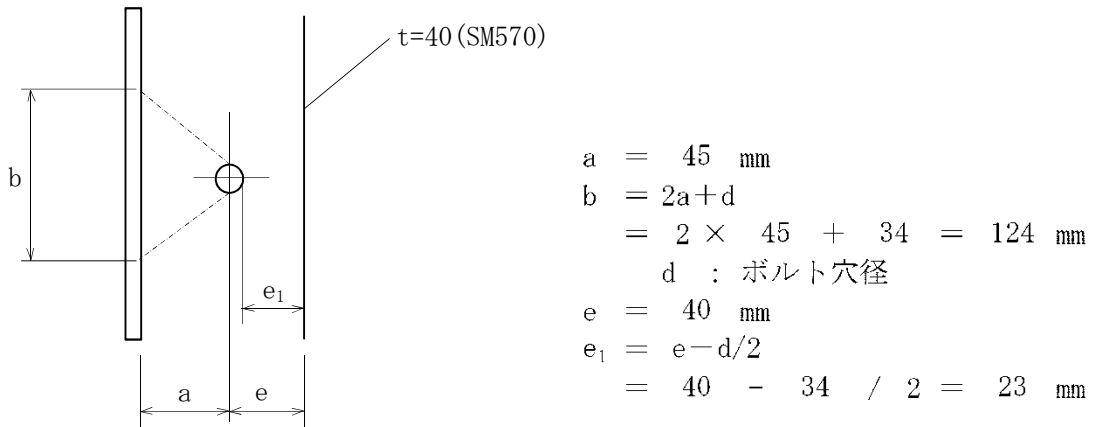 t=40(SM570)
b
e₁
a
e
a = 45 mm
b = 2a+d
= 2 × 45 + 34 = 124 mm
d : ボルト穴径
e = 40 mm
e₁ = e−d/2
= 40 - 34 / 2 = 23 mm